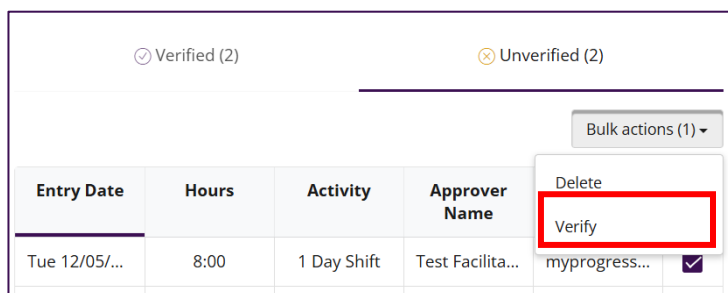 Verified (2)
Unverified (2)
Bulk actions (1)
Delete
Verify
Entry Date
Hours
Activity
Approver
Name
Tue 12/05/...
8:00
1 Day Shift
Test Facilita...
myprogress...